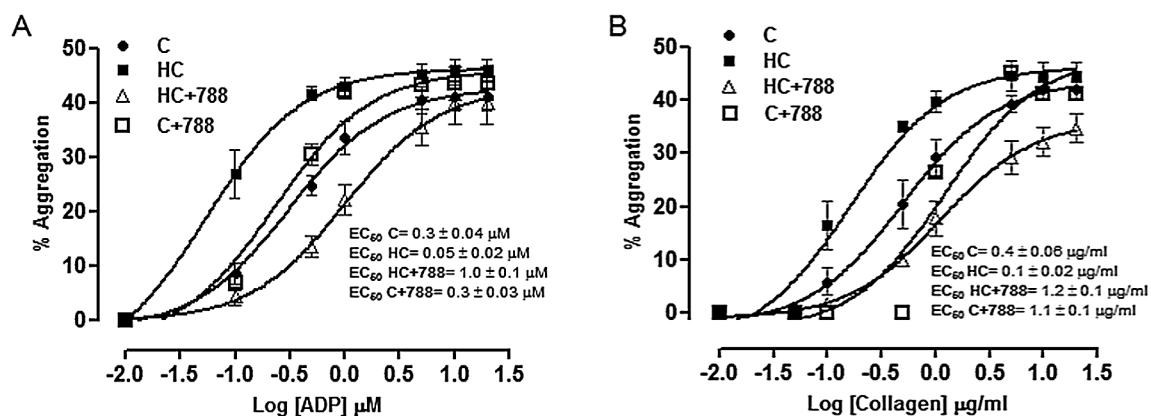 A
C
HC
HC+788
C+788
% Aggregation
50
40
30
20
10
0
EC50 C= 0.3 ± 0.04 µM
EC50 HC= 0.05 ± 0.02 µM
EC50 HC+788= 1.0 ± 0.1 µM
EC50 C+788= 0.3 ± 0.03 µM
-2.0 -1.5 -1.0 -0.5 0.0 0.5 1.0 1.5
Log [ADP] µM
B
C
HC
HC+788
C+788
% Aggregation
50
40
30
20
10
0
EC50 C= 0.4 ± 0.06 µg/ml
EC50 HC= 0.1 ± 0.02 µg/ml
EC50 HC+788= 1.2 ± 0.1 µg/ml
EC50 C+788= 1.1 ± 0.1 µg/ml
-2.0 -1.5 -1.0 -0.5 0.0 0.5 1.0 1.5
Log [Collagen] µg/ml